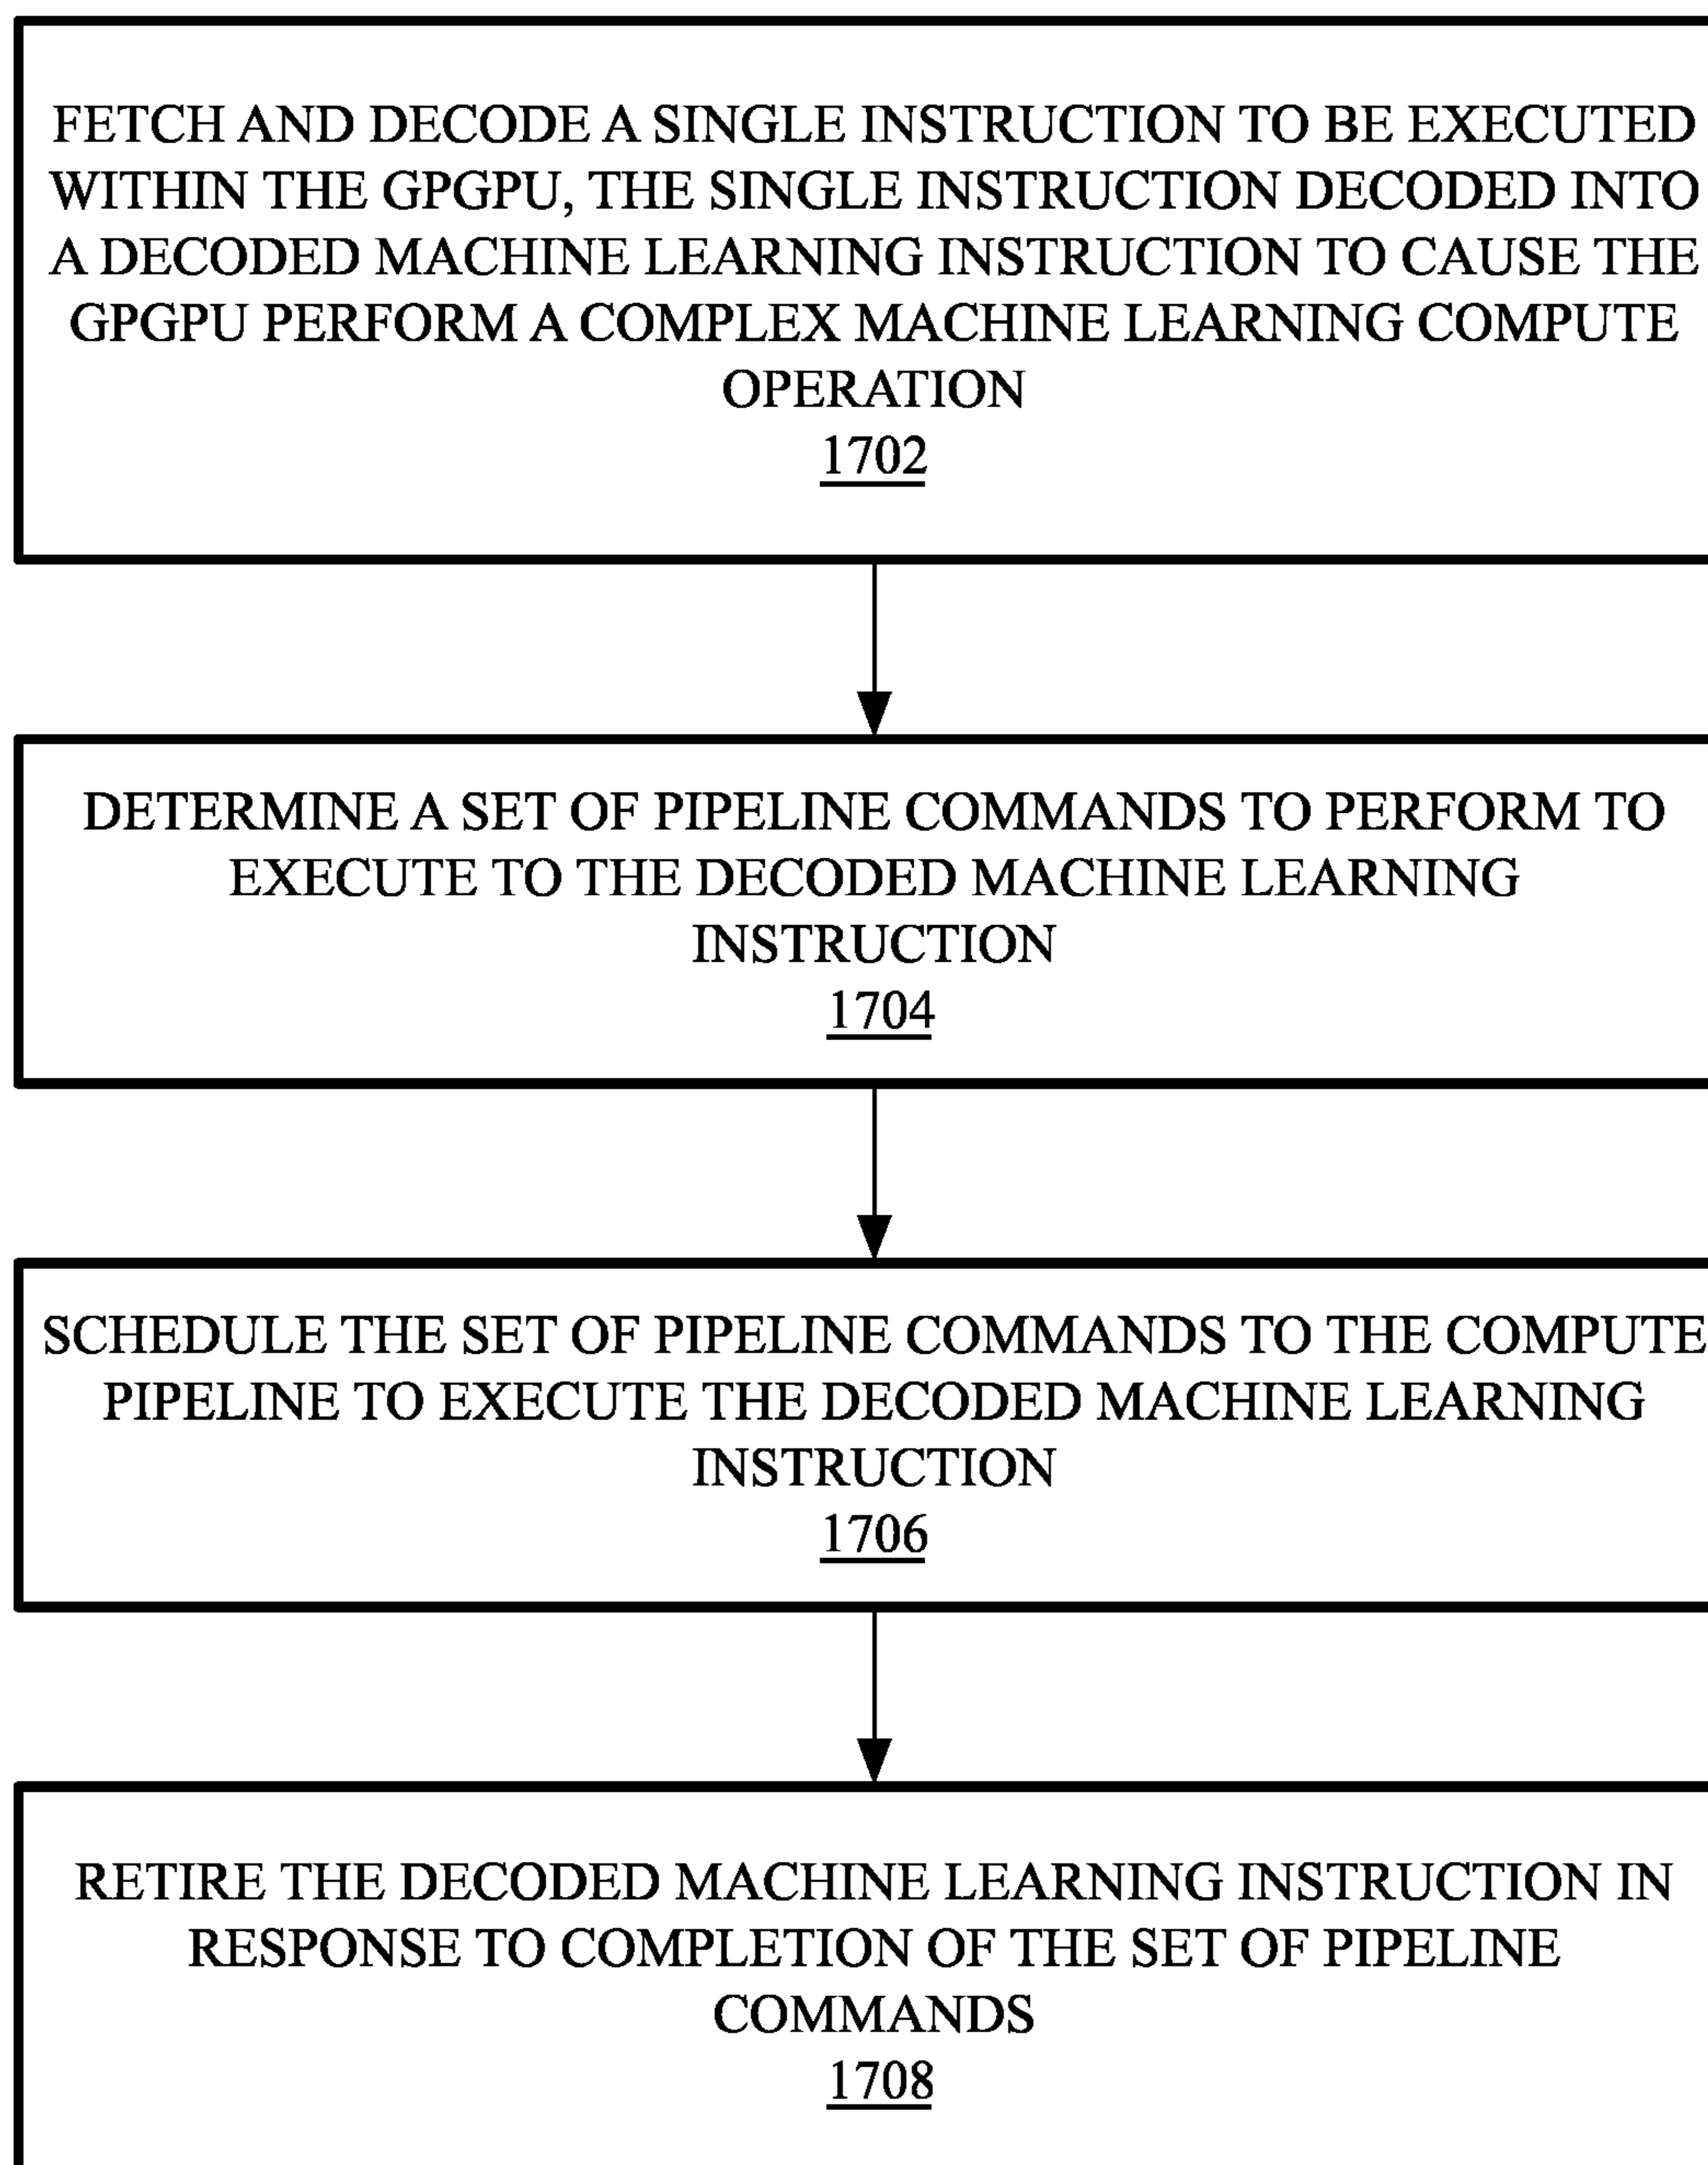 FETCH AND DECODE A SINGLE INSTRUCTION TO BE EXECUTED
WITHIN THE GPGPU, THE SINGLE INSTRUCTION DECODED INTO
A DECODED MACHINE LEARNING INSTRUCTION TO CAUSE THE
GPGPU PERFORM A COMPLEX MACHINE LEARNING COMPUTE
OPERATION
1702
DETERMINE A SET OF PIPELINE COMMANDS TO PERFORM TO
EXECUTE TO THE DECODED MACHINE LEARNING
INSTRUCTION
1704
SCHEDULE THE SET OF PIPELINE COMMANDS TO THE COMPUTE
PIPELINE TO EXECUTE THE DECODED MACHINE LEARNING
INSTRUCTION
1706
RETIRE THE DECODED MACHINE LEARNING INSTRUCTION IN
RESPONSE TO COMPLETION OF THE SET OF PIPELINE
COMMANDS
1708